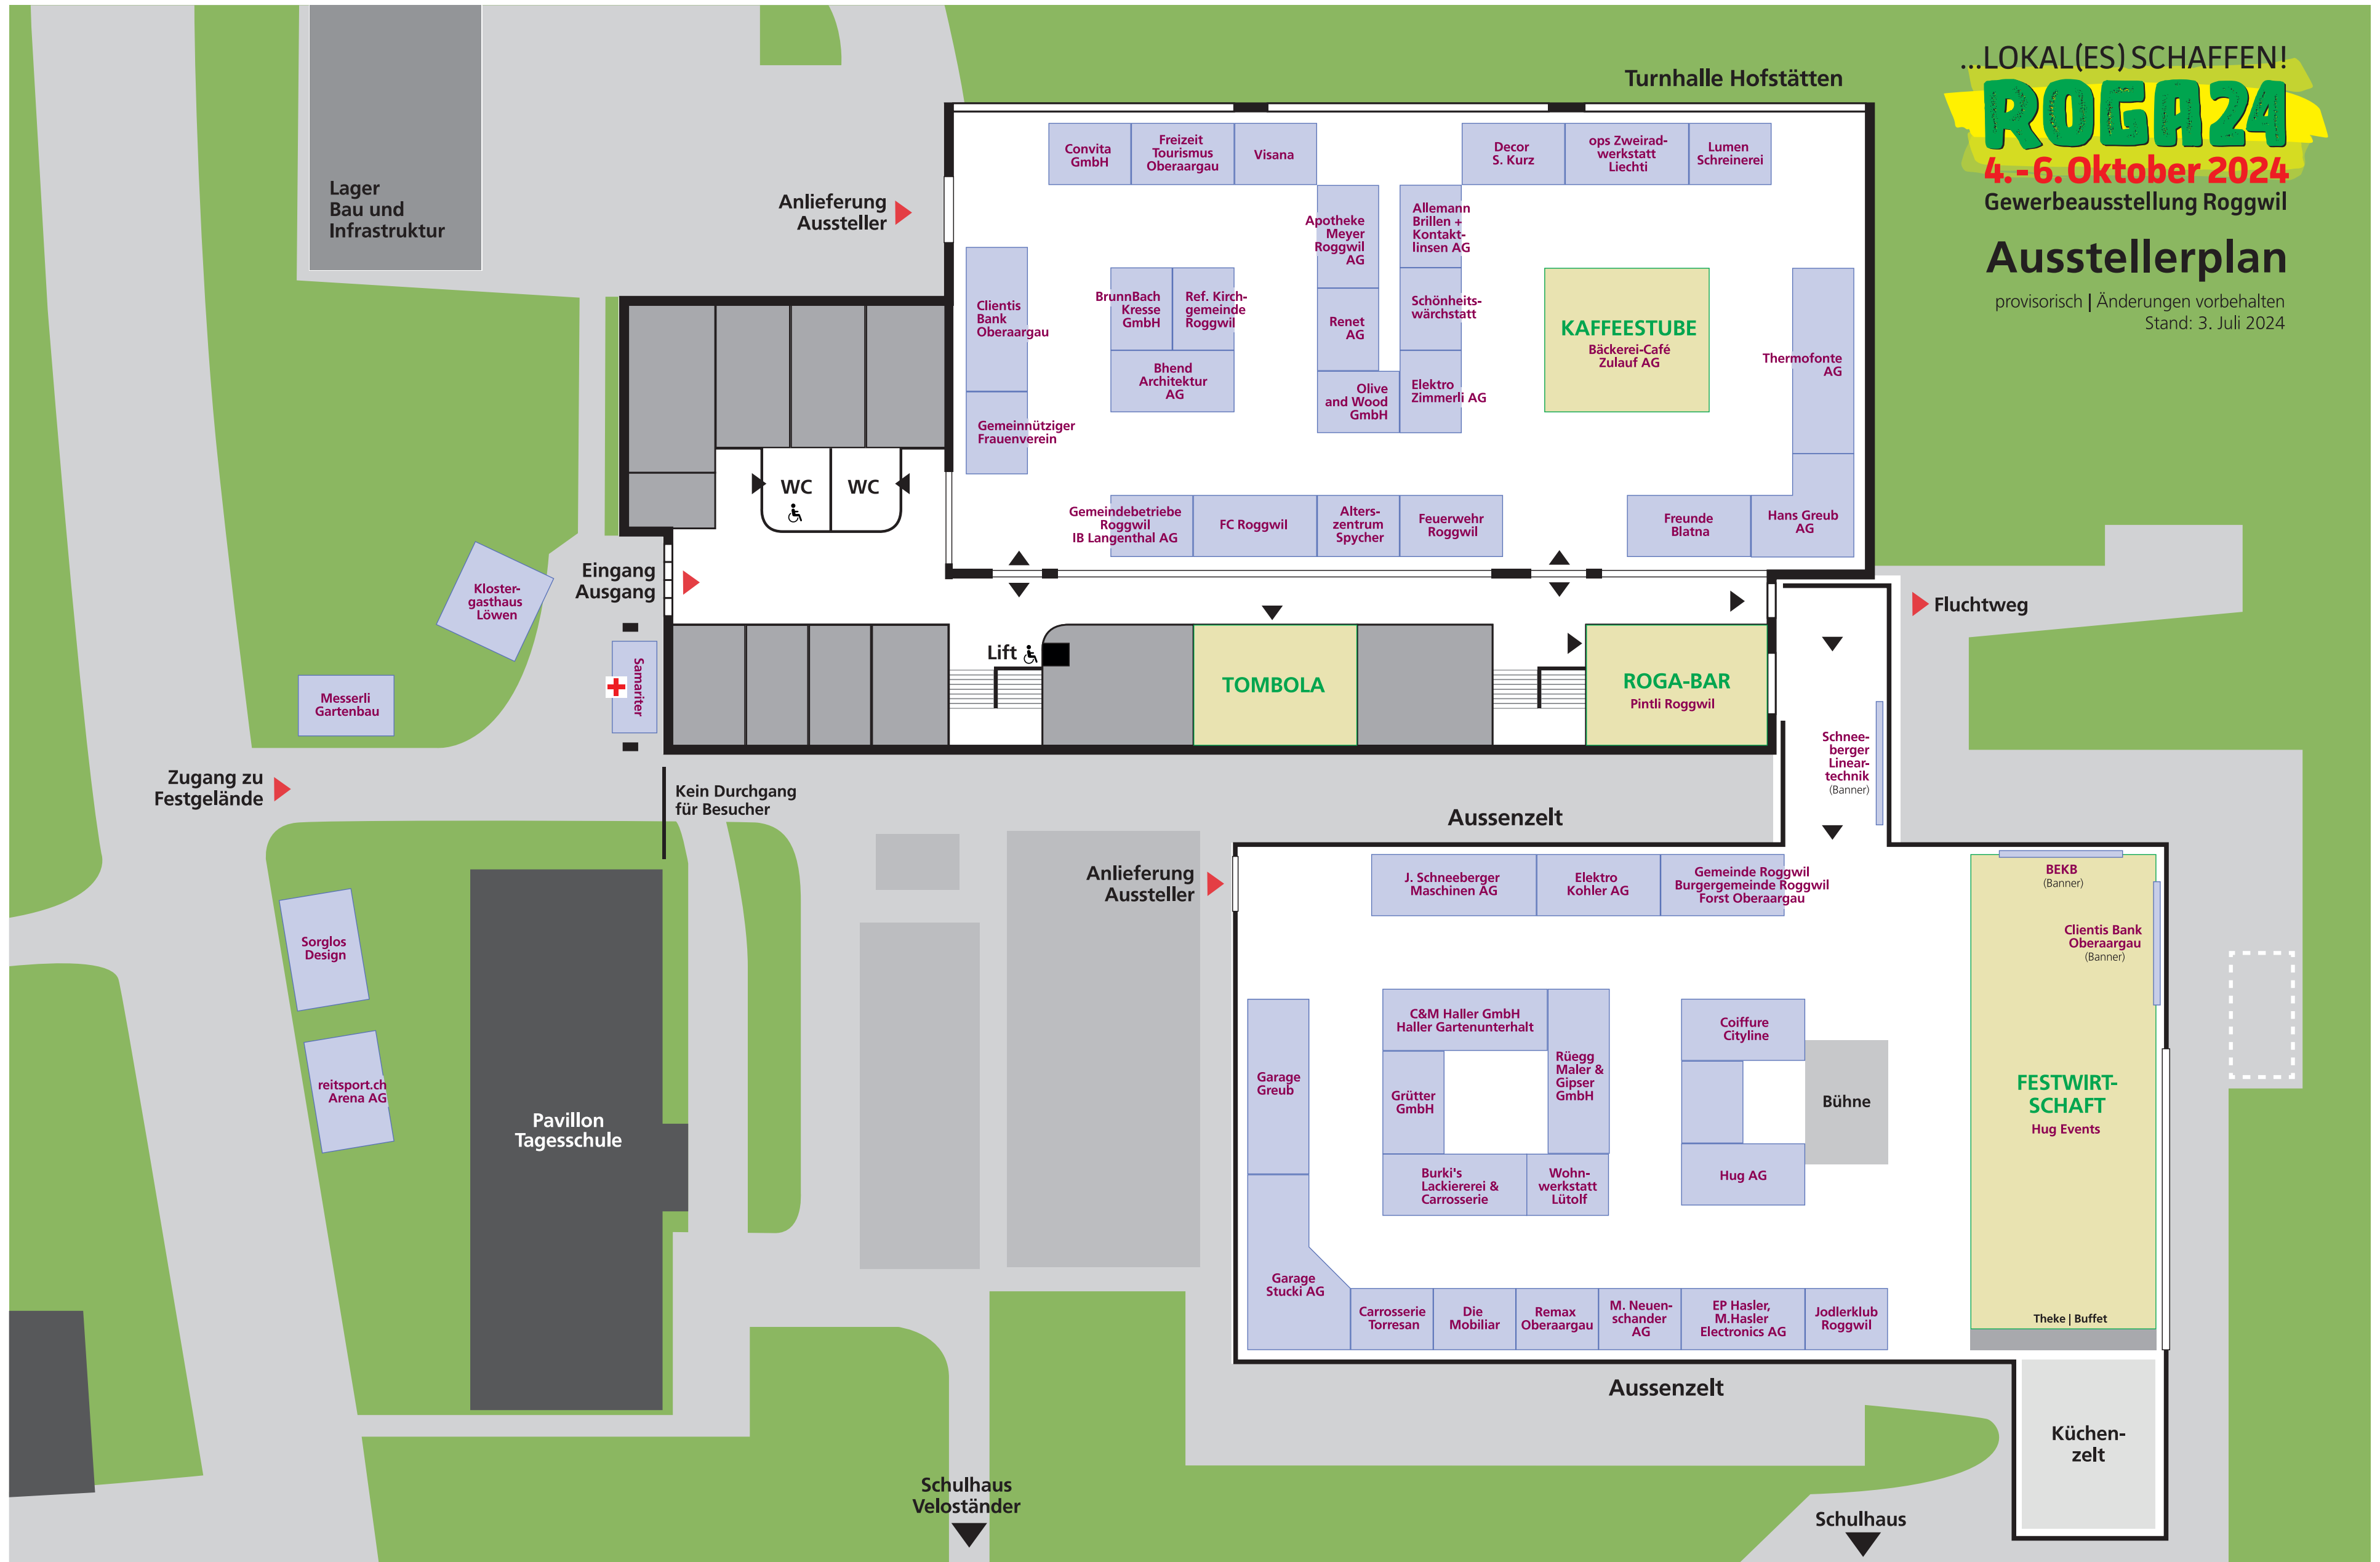 ...LOKAL(ES) SCHAFFEN!
ROGA24
4.-6. Oktober 2024
Gewerbeausstellung Roggwil
Ausstellerplan
provisorisch | Änderungen vorbehalten
Stand: 3. Juli 2024
Turnhalle Hofstätten
Lager
Bau und
Infrastruktur
Anlieferung
Aussteller
Convita
GmbH
Freizeit
Tourismus
Oberaargau
Visana
Decor
S. Kurz
ops Zweirad-
werkstatt
Liechti
Lumen
Schreinerei
Apotheke
Meyer
Roggwil
AG
Allemann
Brillen +
Kontakt-
linsen AG
Clientis
Bank
Oberaargau
BrunnBach
Kresse
GmbH
Ref. Kirch-
gemeinde
Roggwil
Renet
AG
Schönheits-
wärchstatt
KAFFEESTUBE
Bäckerei-Café
Zulauf AG
Thermofonte
AG
Bhend
Architektur
AG
Olive
and Wood
GmbH
Elektro
Zimmerli AG
Gemeinnütziger
Frauenverein
WC
WC
Gemeindebetriebe
Roggwil
IB Langenthal AG
FC Roggwil
Alters-
zentrum
Spycher
Feuerwehr
Roggwil
Freunde
Blatna
Hans Greub
AG
Eingang
Ausgang
Kloster-
gasthaus
Löwen
Fluchtweg
Messerli
Gartenbau
Samariter
Lift
TOMBOLA
ROGA-BAR
Pintli Roggwil
Schnee-
berger
Linear-
technik
(Banner)
Zugang zu
Festgelände
Kein Durchgang
für Besucher
Aussenzelt
Anlieferung
Aussteller
J. Schneeberger
Maschinen AG
Elektro
Kohler AG
Gemeinde Roggwil
Burgergemeinde Roggwil
Forst Oberaargau
BEKB
(Banner)
Clientis Bank
Oberaargau
(Banner)
Sorglos
Design
reitsport.ch
Arena AG
Pavillon
Tagesschule
C&M Haller GmbH
Haller Gartenunterhalt
Coiffure
Cityline
Garage
Greub
Grütter
GmbH
Rüegg
Maler &
Gipser
GmbH
Bühne
FESTWIRT-
SCHAFT
Hug Events
Burki's
Lackiererei &
Carrosserie
Wohn-
werkstatt
Lütolf
Hug AG
Garage
Stucki AG
Carrosserie
Torresan
Die
Mobiliar
Remax
Oberaargau
M. Neuen-
schander
AG
EP Hasler,
M.Hasler
Electronics AG
Jodlerklub
Roggwil
Theke | Buffet
Aussenzelt
Küchen-
zelt
Schulhaus
Veloständer
Schulhaus